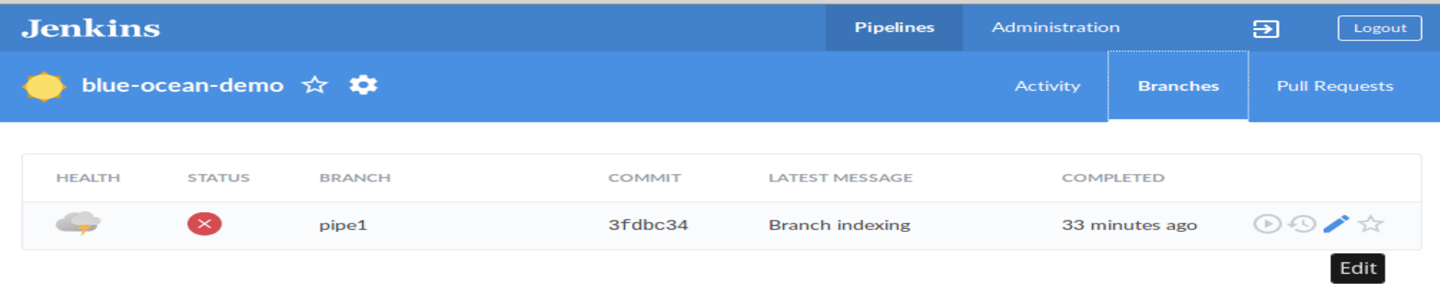 Jenkins Pipelines Administration Logout
blue-ocean-demo Activity Branches Pull Requests
HEALTH STATUS BRANCH COMMIT LATEST MESSAGE COMPLETED
pipe1 3fdbc34 Branch indexing 33 minutes ago
Edit